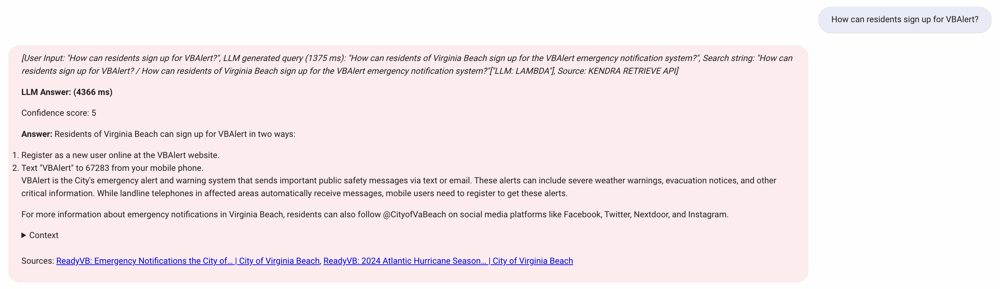 How can residents sign up for VBAlert?
[User Input: "How can residents sign up for VBAlert?", LLM generated query (1375 ms): "How can residents of Virginia Beach sign up for the VBAlert emergency notification system?", Search string: "How can
residents sign up for VBAlert? / How can residents of Virginia Beach sign up for the VBAlert emergency notification system?"["LLM: LAMBDA"], Source: KENDRA RETRIEVE API]
LLM Answer: (4366 ms)
Confidence score: 5
Answer: Residents of Virginia Beach can sign up for VBAlert in two ways:
1. Register as a new user online at the VBAlert website.
2. Text "VBAlert" to 67283 from your mobile phone.
VBAlert is the City's emergency alert and warning system that sends important public safety messages via text or email. These alerts can include severe weather warnings, evacuation notices, and other
critical information. While landline telephones in affected areas automatically receive messages, mobile users need to register to get these alerts.
For more information about emergency notifications in Virginia Beach, residents can also follow @CityofVaBeach on social media platforms like Facebook, Twitter, Nextdoor, and Instagram.
▶ Context
Sources: ReadyVB: Emergency Notifications the City of… | City of Virginia Beach, ReadyVB: 2024 Atlantic Hurricane Season… | City of Virginia Beach